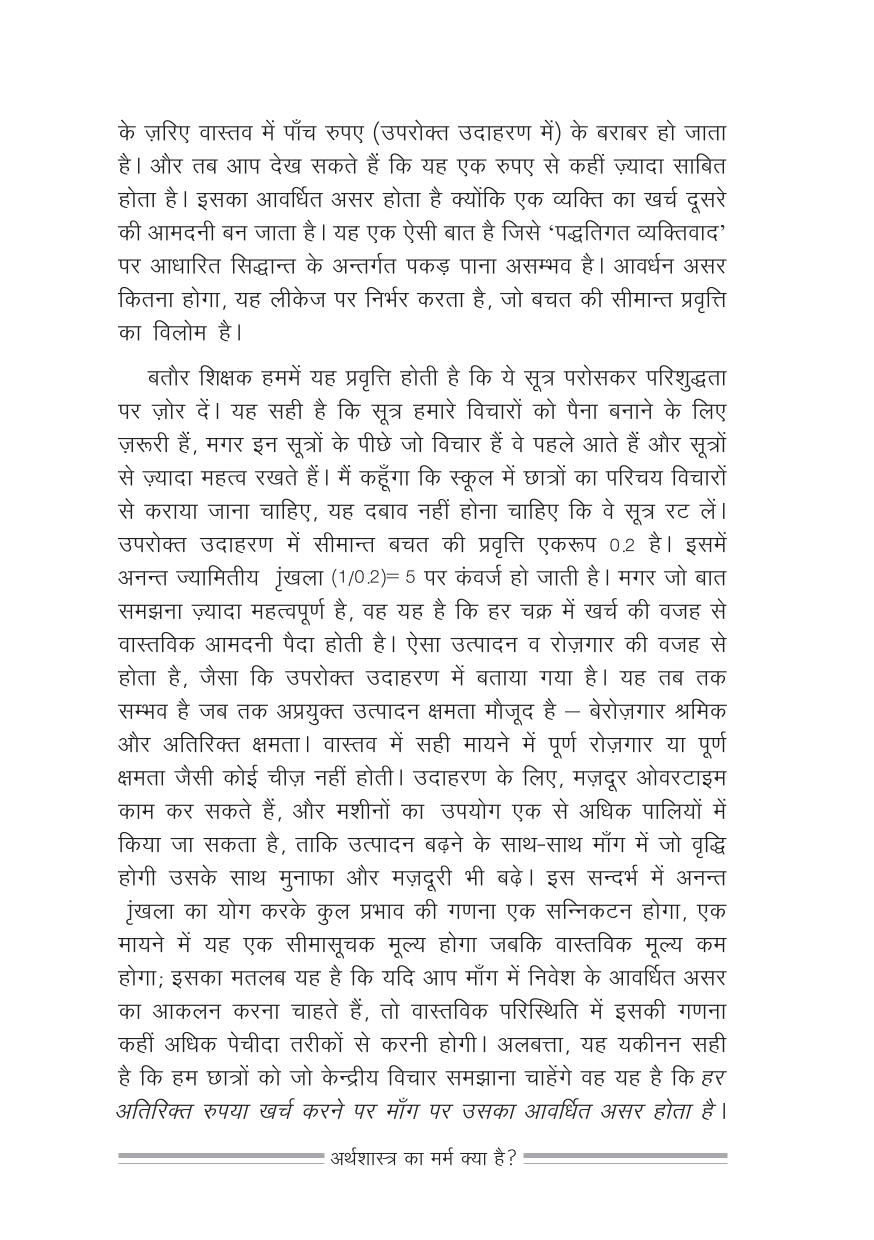 के ज़रिए वास्तव में पाँच रुपए (उपरोक्त उदाहरण में) के बराबर हो जाता
है। और तब आप देख सकते हैं कि यह एक रुपए से कहीं ज़्यादा साबित
होता है। इसका आवर्धित असर होता है क्योंकि एक व्यक्ति का खर्च दूसरे
की आमदनी बन जाता है। यह एक ऐसी बात है जिसे ‘पद्धतिगत व्यक्तिवाद’
पर आधारित सिद्धान्त के अन्तर्गत पकड़ पाना असम्भव है। आवर्धन असर
कितना होगा, यह लीकेज पर निर्भर करता है, जो बचत की सीमान्त प्रवृत्ति
का विलोम है।
बतौर शिक्षक हममें यह प्रवृत्ति होती है कि ये सूत्र परोसकर परिशुद्धता
पर ज़ोर दें। यह सही है कि सूत्र हमारे विचारों को पैना बनाने के लिए
ज़रूरी हैं, मगर इन सूत्रों के पीछे जो विचार हैं वे पहले आते हैं और सूत्रों
से ज़्यादा महत्व रखते हैं। मैं कहूँगा कि स्कूल में छात्रों का परिचय विचारों
से कराया जाना चाहिए, यह दबाव नहीं होना चाहिए कि वे सूत्र रट लें।
उपरोक्त उदाहरण में सीमान्त बचत की प्रवृत्ति एकरूप 0.2 है। इसमें
अनन्त ज्यामितीय ृंखला (1/0.2)= 5 पर कंवर्ज हो जाती है। मगर जो बात
समझना ज़्यादा महत्वपूर्ण है, वह यह है कि हर चक्र में खर्च की वजह से
वास्तविक आमदनी पैदा होती है। ऐसा उत्पादन व रोज़गार की वजह से
होता है, जैसा कि उपरोक्त उदाहरण में बताया गया है। यह तब तक
सम्भव है जब तक अप्रयुक्त उत्पादन क्षमता मौजूद है – बेरोज़गार श्रमिक
और अतिरिक्त क्षमता। वास्तव में सही मायने में पूर्ण रोज़गार या पूर्ण
क्षमता जैसी कोई चीज़ नहीं होती। उदाहरण के लिए, मज़दूर ओवरटाइम
काम कर सकते हैं, और मशीनों का उपयोग एक से अधिक पालियों में
किया जा सकता है, ताकि उत्पादन बढ़ने के साथ-साथ माँग में जो वृद्धि
होगी उसके साथ मुनाफा और मज़दूरी भी बढ़े। इस सन्दर्भ में अनन्त
ृंखला का योग करके कुल प्रभाव की गणना एक सन्निकटन होगा, एक
मायने में यह एक सीमासूचक मूल्य होगा जबकि वास्तविक मूल्य कम
होगा; इसका मतलब यह है कि यदि आप माँग में निवेश के आवर्धित असर
का आकलन करना चाहते हैं, तो वास्तविक परिस्थिति में इसकी गणना
कहीं अधिक पेचीदा तरीकों से करनी होगी। अलबत्ता, यह यकीनन सही
है कि हम छात्रों को जो केन्द्रीय विचार समझाना चाहेंगे वह यह है कि हर
अतिरिक्त रुपया खर्च करने पर माँग पर उसका आवर्धित असर होता है।
अर्थशास्त्र का मर्म क्या है?